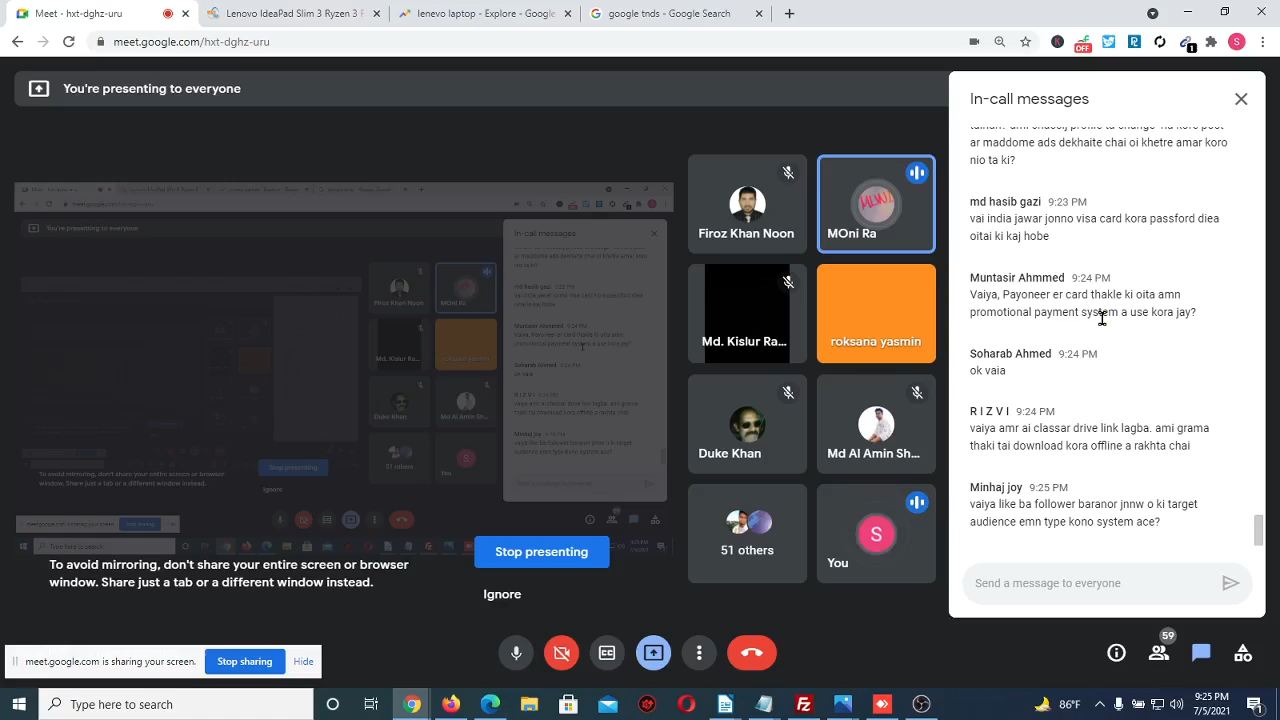 Meet - hxt-dghz-uru
Lenovo IdeaPad Slim 3 Ryzen 3
lenevo laptop - Explore - Google
google tnds - Google Search
meet.google.com/hxt-dghz-uru
OFF
1
S
You're presenting to everyone
In-call messages
ar maddome ads dekhaite chai oi khetre amar koro
nio ta ki?
md hasib gazi 9:23 PM
vai india jawar jonno visa card kora passford diea
oitai ki kaj hobe
Muntasir Ahmmed 9:24 PM
Vaiya, Payoneer er card thakle ki oita amn
promotional payment system a use kora jay?
Soharab Ahmed 9:24 PM
ok vaia
R I Z V I 9:24 PM
vaiya amr ai classar drive link lagba. ami grama
thaki tai download kora offline a rakhta chai
Minhaj joy 9:25 PM
vaiya like ba follower baranor jnnw o ki target
audience emn type kono system ace?
Send a message to everyone
Firoz Khan Noon
MOni Ra
Md. Kislur Ra...
roksana yasmin
Duke Khan
Md Al Amin Sh...
51 others
S
You
Stop presenting
To avoid mirroring, don't share your entire screen or browser
window. Share just a tab or a different window instead.
Ignore
meet.google.com is sharing your screen.
Stop sharing
Hide
59
Type here to search
86°F
9:25 PM
7/5/2021